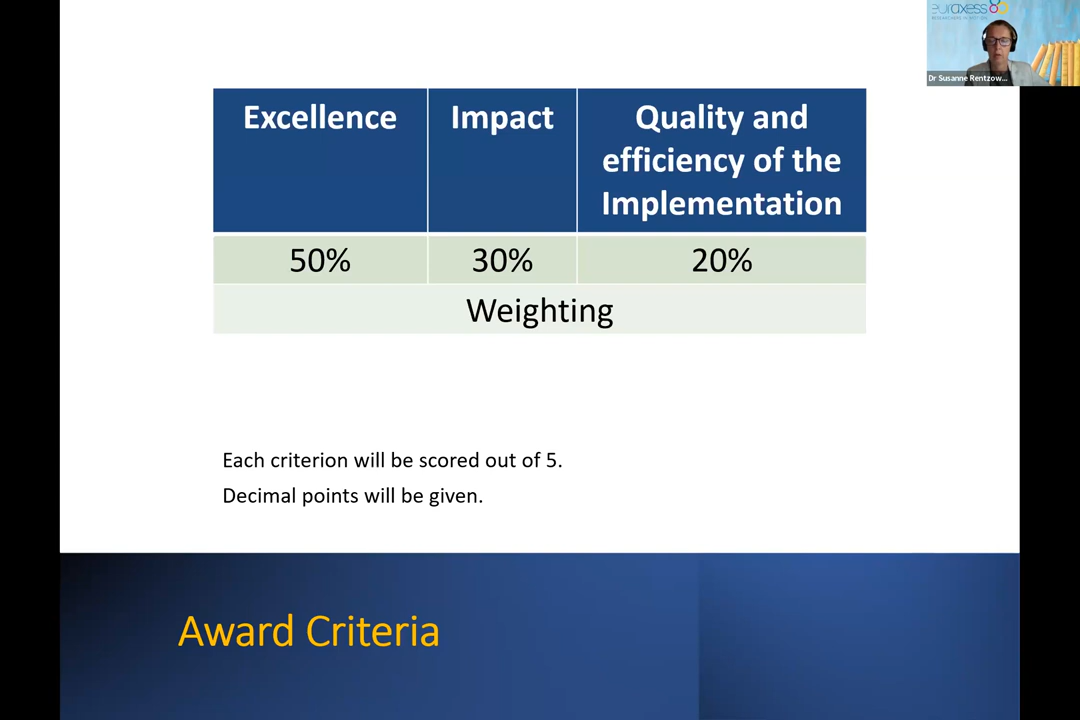 euraxess
Dr Susanne Rentzow...
Excellence
Impact
Quality and
efficiency of the
Implementation
50%
30%
20%
Weighting
Each criterion will be scored out of 5.
Decimal points will be given.
Award Criteria